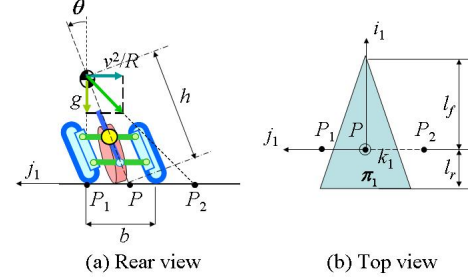 θ
v²/R
g
h
j₁
P₁ P P₂
b
(a) Rear view
i₁
l_f
P₁ P P₂
j₁
k₁
l_r
π₁
(b) Top view